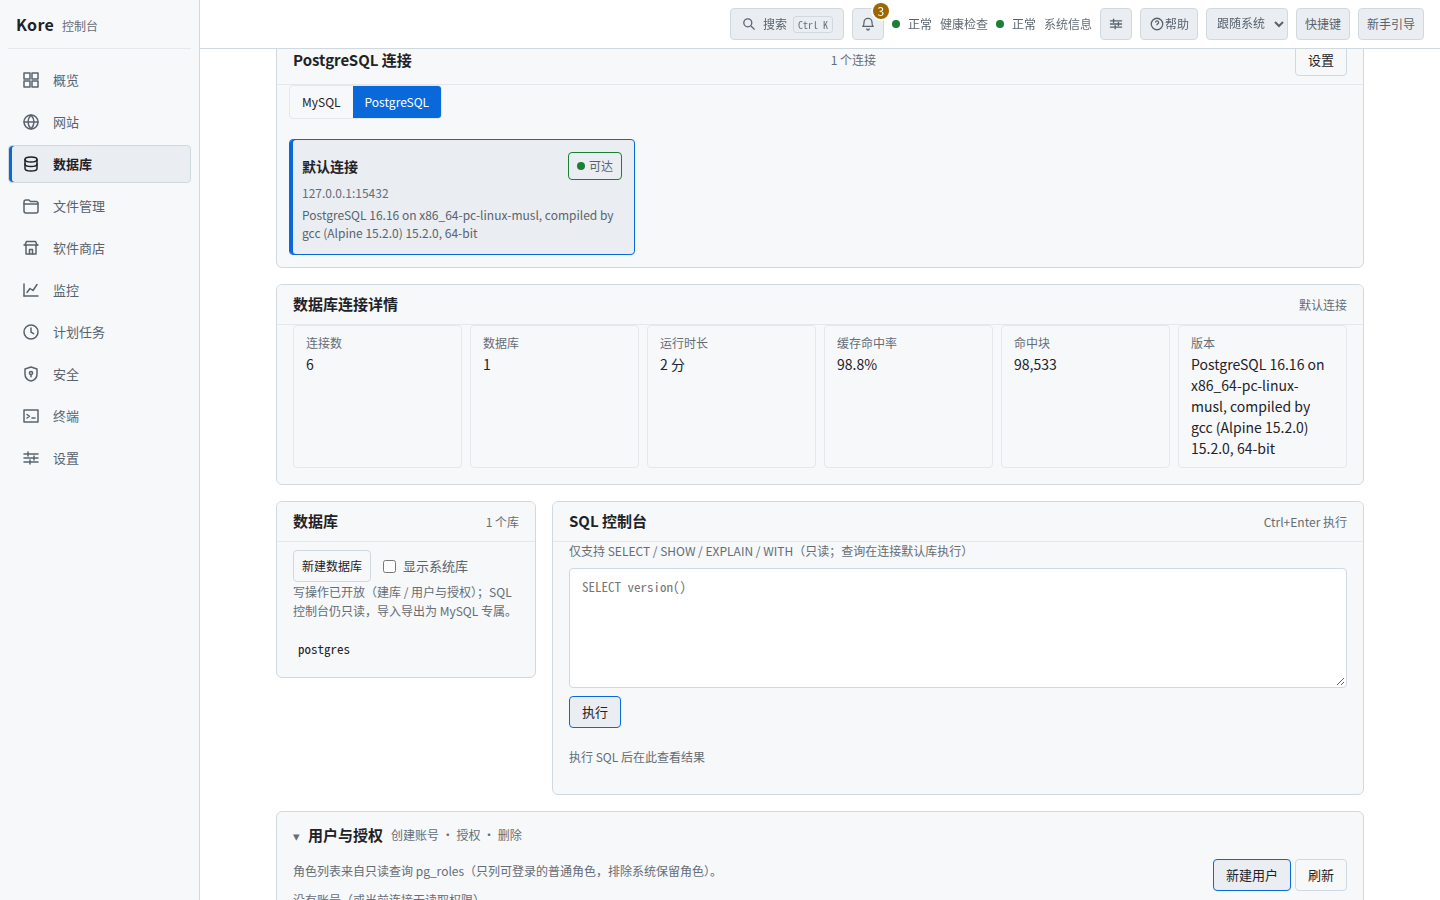 Kore 控制台
搜索 Ctrl K
3
正常 健康检查
正常 系统信息
帮助
跟随系统
快捷键
新手引导
概览
网站
数据库
文件管理
软件商店
监控
计划任务
安全
终端
设置
PostgreSQL 连接
1 个连接
设置
MySQL
PostgreSQL
默认连接
可达
127.0.0.1:15432
PostgreSQL 16.16 on x86_64-pc-linux-musl, compiled by
gcc (Alpine 15.2.0) 15.2.0, 64-bit
数据库连接详情
默认连接
连接数
6
数据库
1
运行时长
2 分
缓存命中率
98.8%
命中块
98,533
版本
PostgreSQL 16.16 on
x86_64-pc-linux-
musl, compiled by
gcc (Alpine 15.2.0)
15.2.0, 64-bit
数据库
1 个库
新建数据库
显示系统库
写操作已开放（建库 / 用户与授权）；SQL
控制台仍只读，导入导出为 MySQL 专属。
postgres
SQL 控制台
Ctrl+Enter 执行
仅支持 SELECT / SHOW / EXPLAIN / WITH（只读；查询在连接默认库执行）
SELECT version()
执行
执行 SQL 后在此查看结果
▾ 用户与授权 创建账号 · 授权 · 删除
角色列表来自只读查询 pg_roles（只列可登录的普通角色，排除系统保留角色）。
新建用户
刷新
没有账号（或当前连接无读取权限）